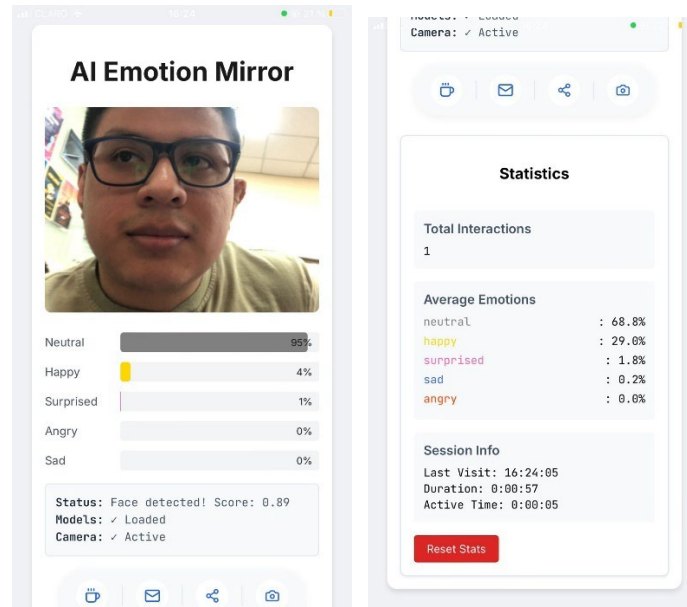 AI Emotion Mirror
Neutral 95%
Happy 4%
Surprised 1%
Angry 0%
Sad 0%
Status: Face detected! Score: 0.89
Models: ✓ Loaded
Camera: ✓ Active
Models: ✓ Loaded
Camera: ✓ Active
Statistics
Total Interactions
1
Average Emotions
neutral : 68.8%
happy : 29.0%
surprised : 1.8%
sad : 0.2%
angry : 0.0%
Session Info
Last Visit: 16:24:05
Duration: 0:00:57
Active Time: 0:00:05
Reset Stats